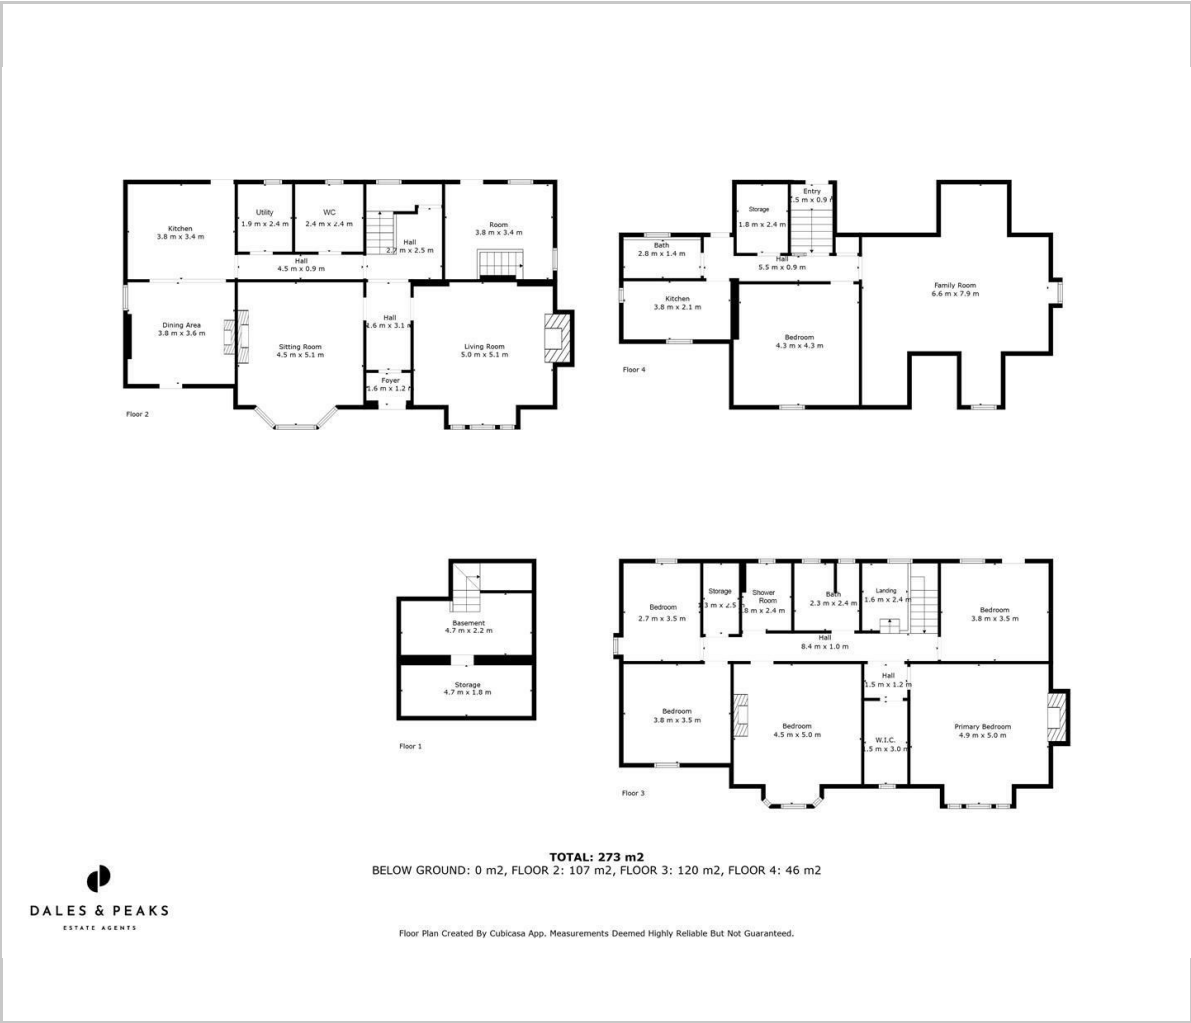 Kitchen
3.8 m x 3.4 m
Utility
1.9 m x 2.4 m
WC
2.4 m x 2.4 m
Hall
2.7 m x 2.5 m
Room
3.8 m x 3.4 m
Hall
4.5 m x 0.9 m
Dining Area
3.8 m x 3.6 m
Sitting Room
4.5 m x 5.1 m
Hall
1.6 m x 3.1
Living Room
5.0 m x 5.1 m
Foyer
1.6 m x 1.2
Floor 2
Entry
.5 m x 0.9
Storage
1.8 m x 2.4 m
Bath
2.8 m x 1.4 m
Hall
5.5 m x 0.9 m
Kitchen
3.8 m x 2.1 m
Family Room
6.6 m x 7.9 m
Bedroom
4.3 m x 4.3 m
Floor 4
Basement
4.7 m x 2.2 m
Storage
4.7 m x 1.8 m
Floor 1
Bedroom
2.7 m x 3.5 m
Storage
.3 m x 2.5
Shower
Room
.8 m x 2.4 m
Bath
2.3 m x 2.4 m
Landing
1.6 m x 2.4
Bedroom
3.8 m x 3.5 m
Hall
8.4 m x 1.0 m
Hall
1.5 m x 1.2 m
Bedroom
3.8 m x 3.5 m
Bedroom
4.5 m x 5.0 m
W.I.C.
.5 m x 3.0
Primary Bedroom
4.9 m x 5.0 m
Floor 3
TOTAL: 273 m2
BELOW GROUND: 0 m2, FLOOR 2: 107 m2, FLOOR 3: 120 m2, FLOOR 4: 46 m2
DALES & PEAKS
ESTATE AGENTS
Floor Plan Created By Cubicasa App. Measurements Deemed Highly Reliable But Not Guaranteed.